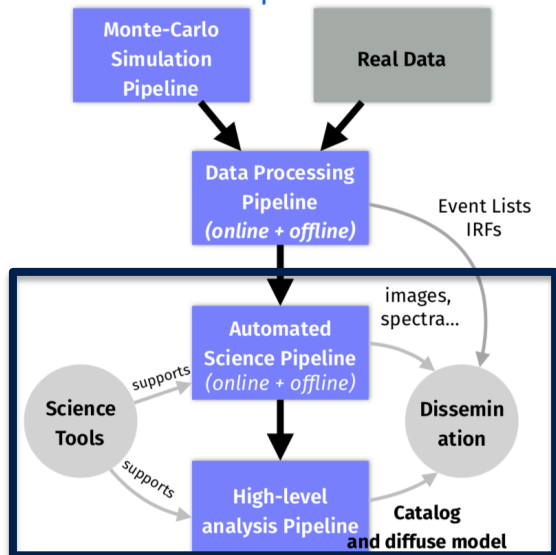 Monte-Carlo
Simulation
Pipeline
Real Data
Data Processing
Pipeline
(online + offline)
Event Lists
IRFs
images,
spectra...
Automated
Science Pipeline
(online + offline)
supports
Science
Tools
Dissemin
ation
supports
High-level
analysis Pipeline
Catalog
and diffuse model